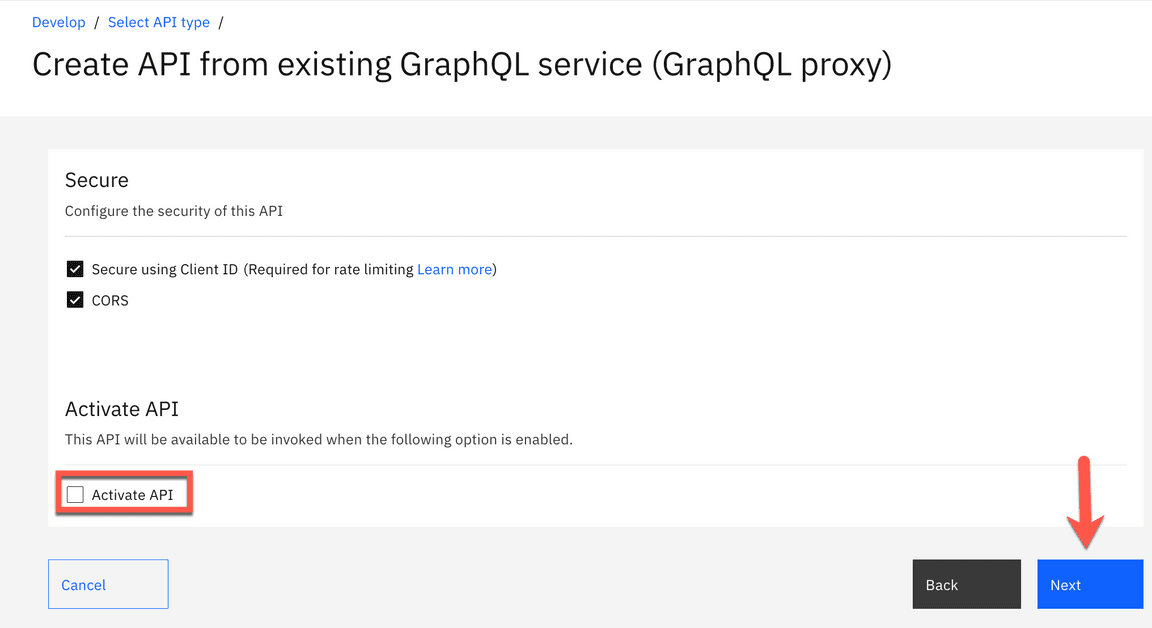 Develop / Select API type /
Create API from existing GraphQL service (GraphQL proxy)
Secure
Configure the security of this API
Secure using Client ID (Required for rate limiting Learn more)
CORS
Activate API
This API will be available to be invoked when the following option is enabled.
Activate API
Cancel
Back
Next